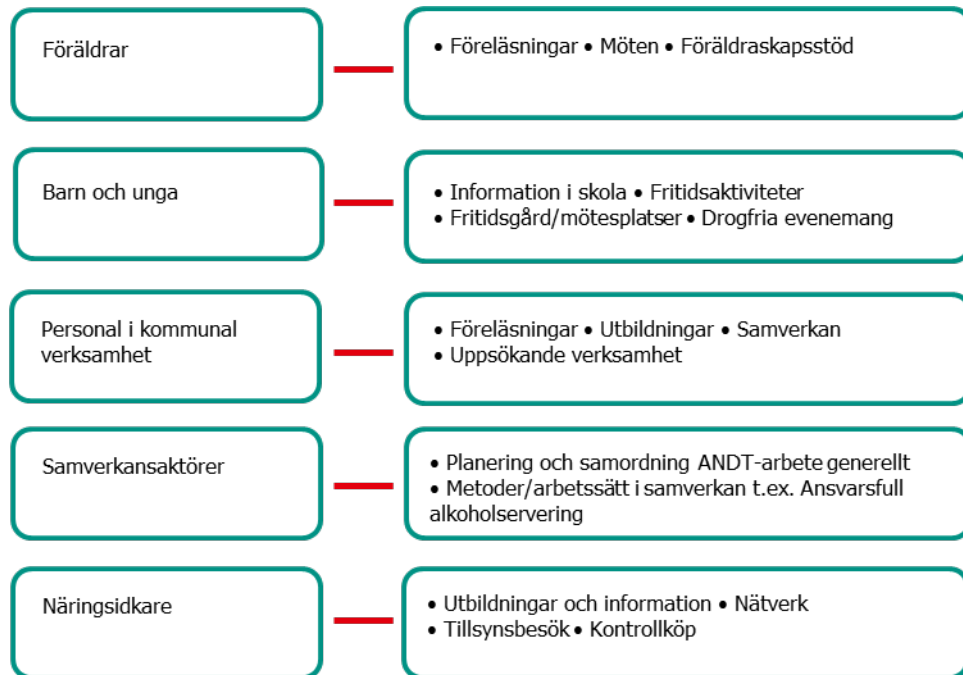 Föräldrar
• Föreläsningar • Möten • Föräldraskapsstöd
Barn och unga
• Information i skola • Fritidsaktiviteter
• Fritidsgård/mötesplatser • Drogfria evenemang
Personal i kommunal
verksamhet
• Föreläsningar • Utbildningar • Samverkan
• Uppsökande verksamhet
Samverkansaktörer
• Planering och samordning ANDT-arbete generellt
• Metoder/arbetssätt i samverkan t.ex. Ansvarsfull
alkoholservering
Näringsidkare
• Utbildningar och information • Nätverk
• Tillsynsbesök • Kontrollköp